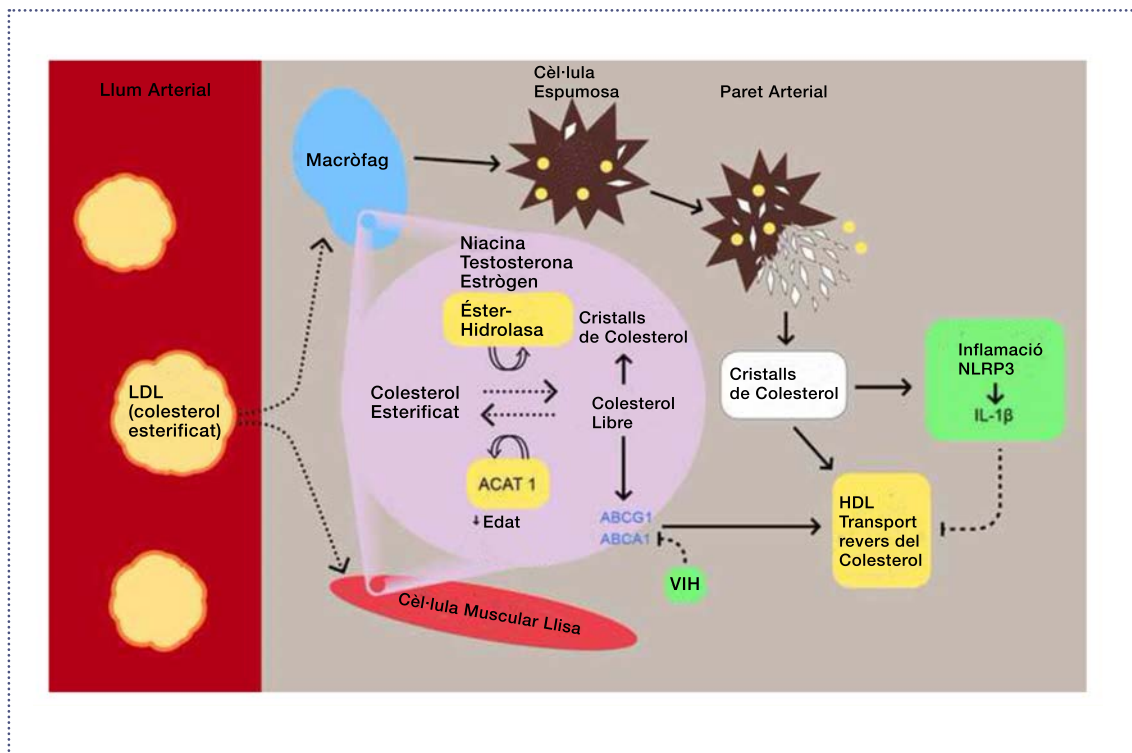 Llum Arterial
Cèl·lula
Espumosa
Paret Arterial
Macròfag
Niacina
Testosterona
Estrògen
Éster-
Hidrolasa
Cristalls
de Colesterol
LDL
(colesterol
esterificat)
Colesterol
Esterificat
Colesterol
Libre
ACAT 1
Edat
ABCG1
ABCA1
VIH
Cèl·lula Muscular Llisa
Cristalls
de Colesterol
Inflamació
NLRP3
IL-1β
HDL
Transport
revers del
Colesterol